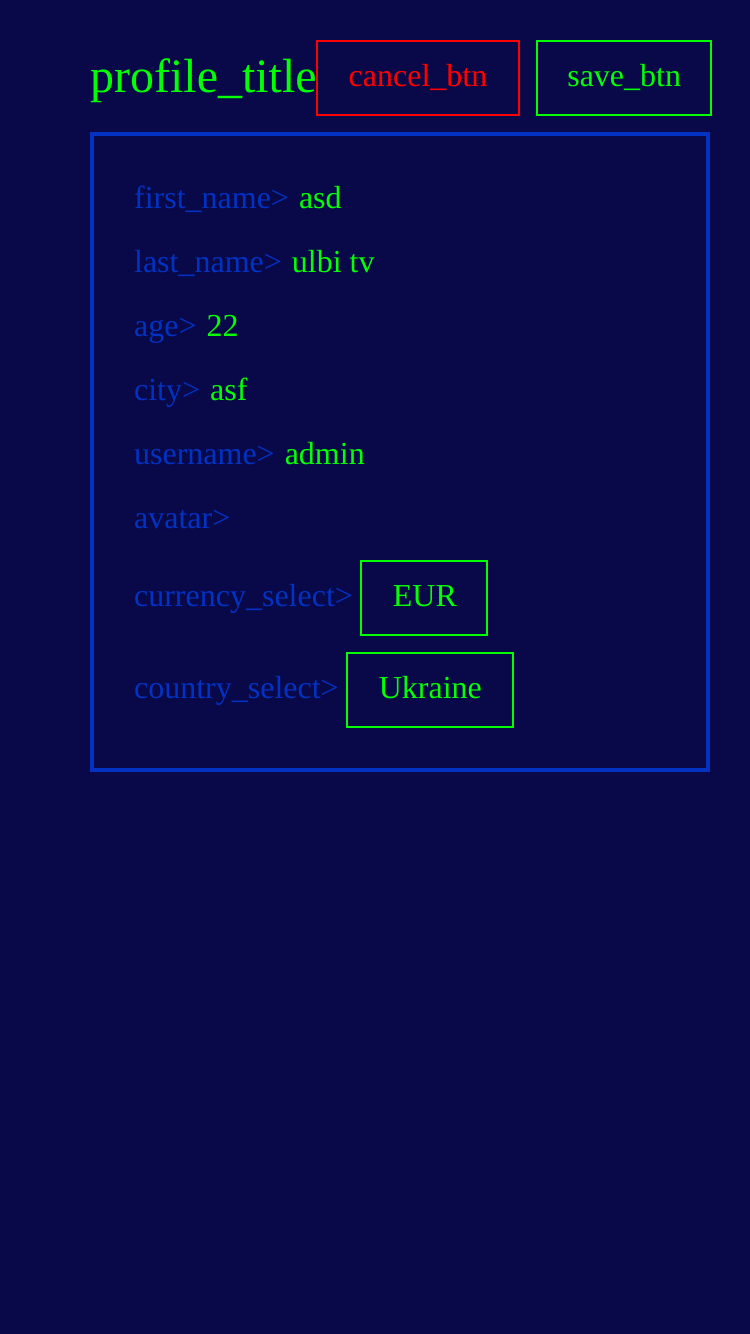 profile_title cancel_btn save_btn
first_name> asd
last_name> ulbi tv
age> 22
city> asf
username> admin
avatar>
currency_select> EUR
country_select> Ukraine